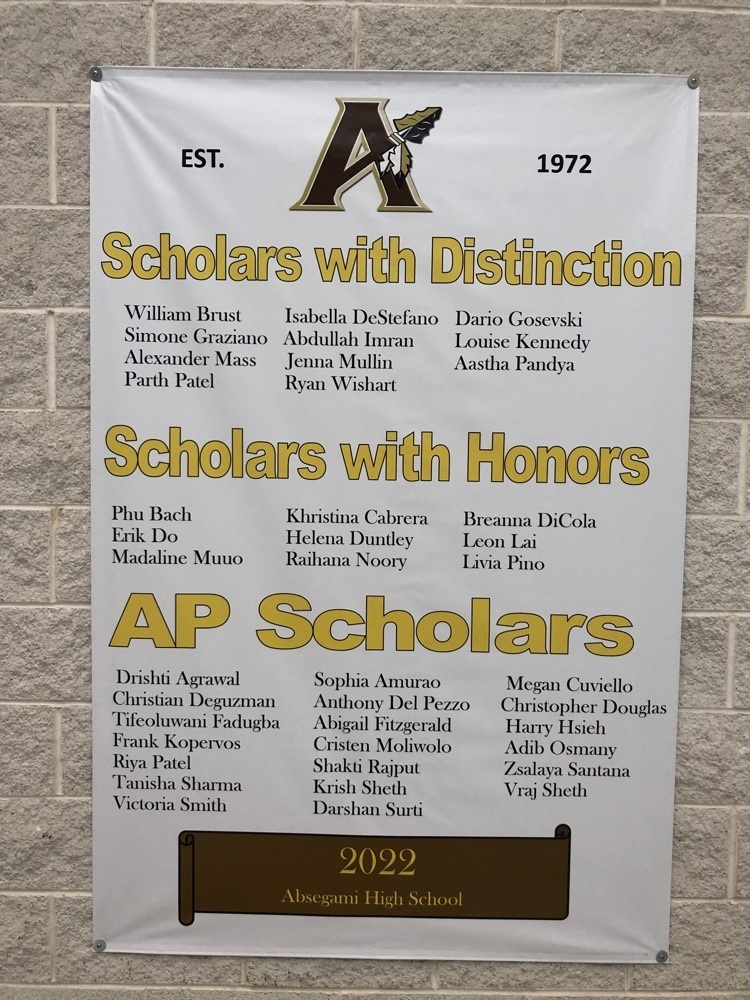 EST. A 1972
Scholars with Distinction
William Brust Isabella DeStefano Dario Gosevski
Simone Graziano Abdullah Imran Louise Kennedy
Alexander Mass Jenna Mullin Aastha Pandya
Parth Patel Ryan Wishart
Scholars with Honors
Phu Bach Khristina Cabrera Breanna DiCola
Erik Do Helena Duntley Leon Lai
Madaline Muuo Raihana Noory Livia Pino
AP Scholars
Drishti Agrawal Sophia Amurao Megan Cuviello
Christian Deguzman Anthony Del Pezzo Christopher Douglas
Tifeoluwani Fadugba Abigail Fitzgerald Harry Hsieh
Frank Kopervos Cristen Moliwolo Adib Osmany
Riya Patel Shakti Rajput Zsalaya Santana
Tanisha Sharma Krish Sheth Vraj Sheth
Victoria Smith Darshan Surti
2022
Absegami High School